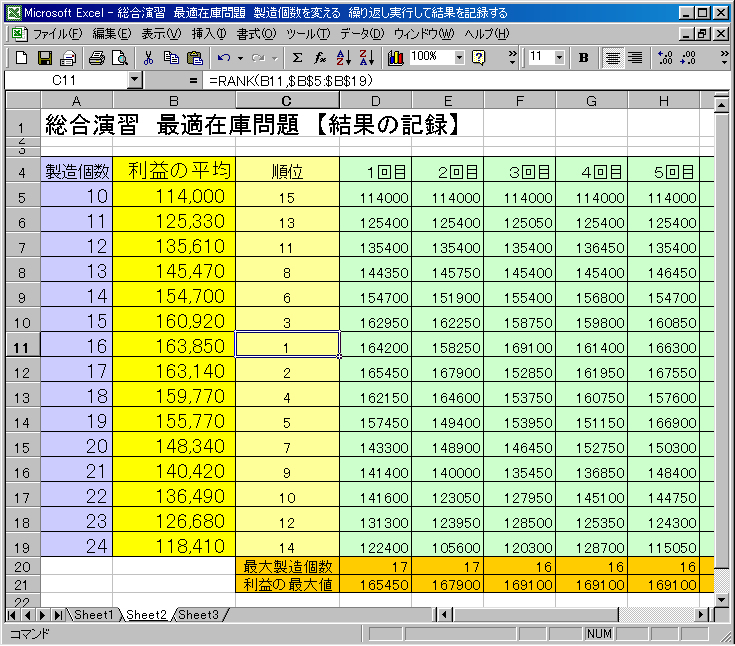 Microsoft Excel - 総合演習　最適在庫問題　製造個数を変える　繰り返し実行して結果を記録する
ファイル(F) 編集(E) 表示(V) 挿入(I) 書式(O) ツール(T) データ(D) ウィンドウ(W) ヘルプ(H)
100% 11 B
C11 = =RANK(B11,$B$5:$B$19)
A B C D E F G H
1 総合演習　最適在庫問題 【結果の記録】
2
3
4 製造個数 利益の平均 順位 1回目 2回目 3回目 4回目 5回目
5 10 114,000 15 114000 114000 114000 114000 114000
6 11 125,330 13 125400 125400 125050 125400 125400
7 12 135,610 11 135400 135400 135400 136450 135400
8 13 145,470 8 144350 145750 145400 145400 146450
9 14 154,700 6 154700 151900 155400 156800 154700
10 15 160,920 3 162950 162250 158750 159800 160850
11 16 163,850 1 164200 158250 169100 161400 166300
12 17 163,140 2 165450 167900 152850 161950 167550
13 18 159,770 4 162150 164600 153750 160750 157600
14 19 155,770 5 157450 149400 153950 151150 166900
15 20 148,340 7 143300 148900 146450 152750 150300
16 21 140,420 9 141400 140000 135450 136850 148400
17 22 136,490 10 141600 123050 127950 145100 144750
18 23 126,680 12 131300 123950 128500 125350 124300
19 24 118,410 14 122400 105600 120300 128700 115050
20 最大製造個数 17 17 16 16 16
21 利益の最大値 165450 167900 169100 169100 169100
22
Sheet1 Sheet2 Sheet3
コマンド NUM